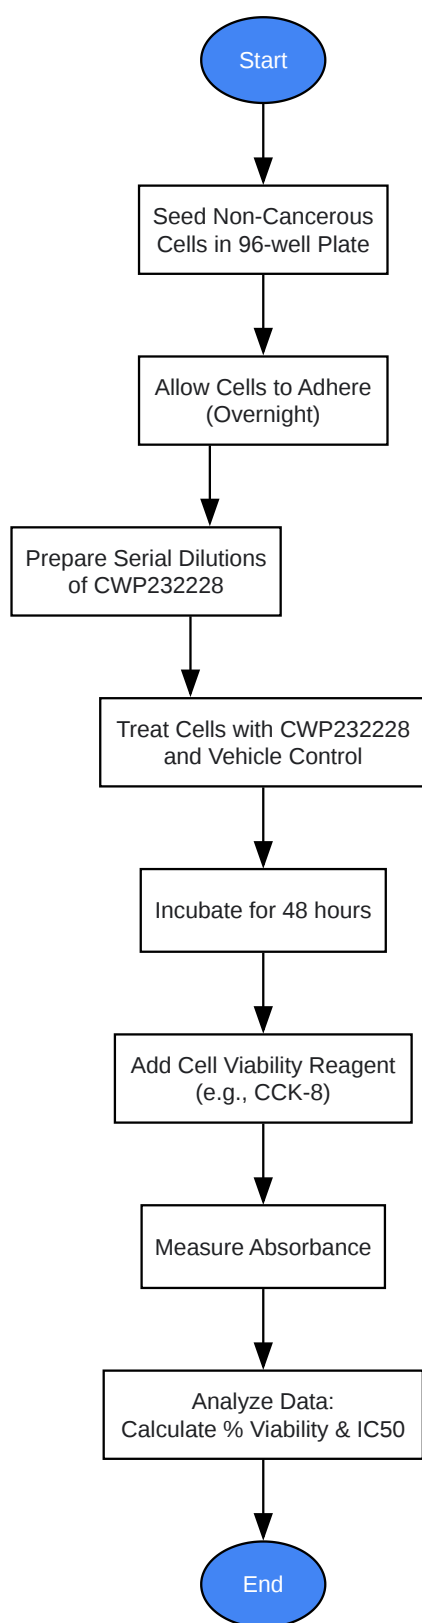 Start
Seed Non-Cancerous
Cells in 96-well Plate
Allow Cells to Adhere
(Overnight)
Prepare Serial Dilutions
of CWP232228
Treat Cells with CWP232228
and Vehicle Control
Incubate for 48 hours
Add Cell Viability Reagent
(e.g., CCK-8)
Measure Absorbance
Analyze Data:
Calculate % Viability & IC50
End